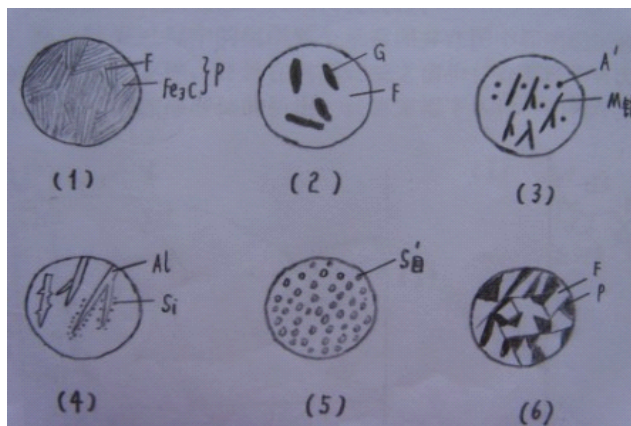 F
Fe₃C } P
(1)
G
F
(2)
A'
M回
(3)
Al
Si
(4)
S'回
(5)
F
P
(6)